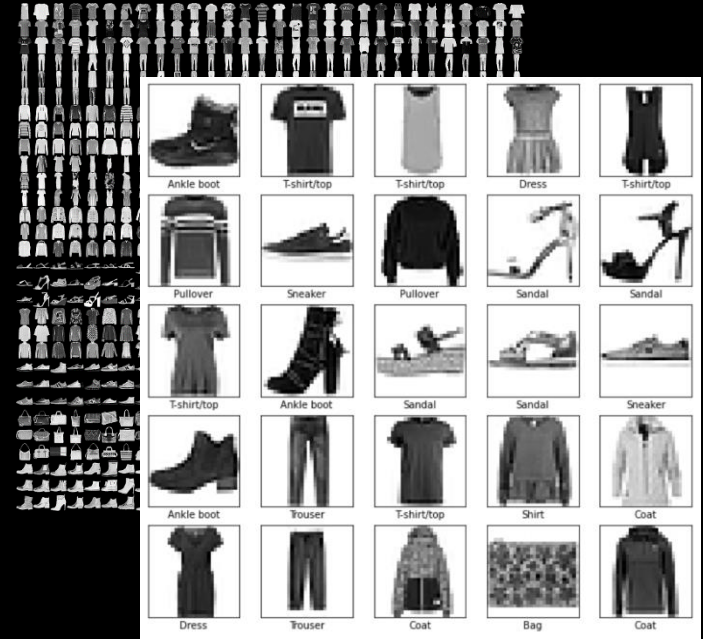 Ankle boot T-shirt/top T-shirt/top Dress T-shirt/top
Pullover Sneaker Pullover Sandal Sandal
T-shirt/top Ankle boot Sandal Sandal Sneaker
Ankle boot Trouser T-shirt/top Shirt Coat
Dress Trouser Coat Bag Coat